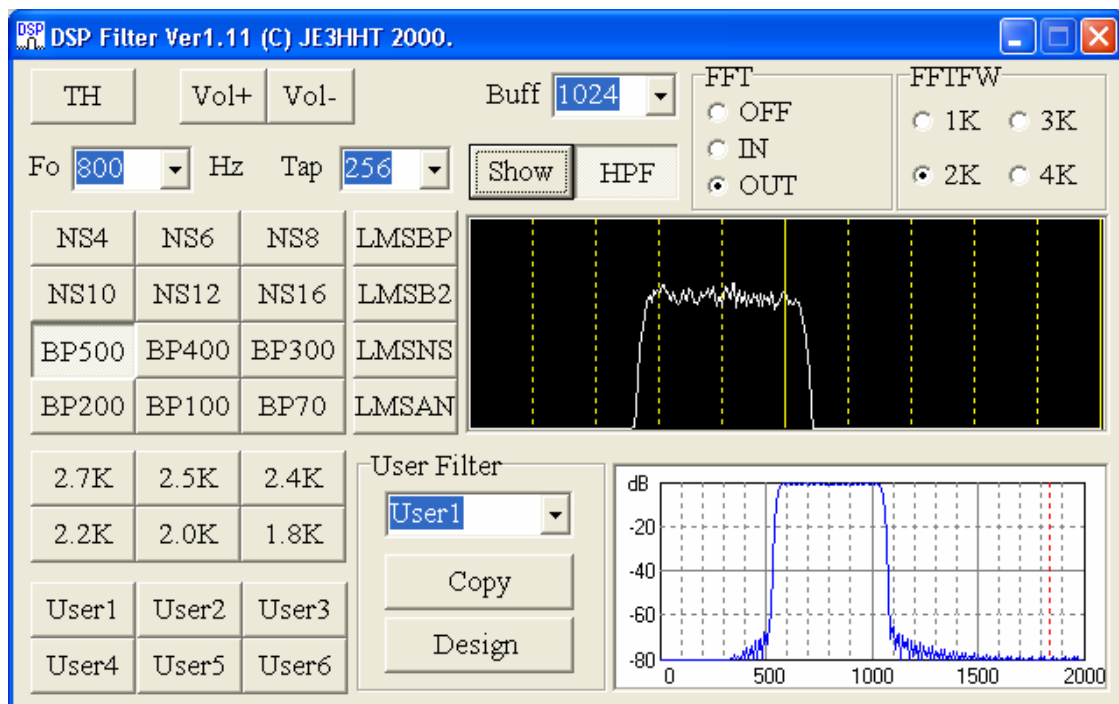 DSP Filter Ver1.11 (C) JE3HHT 2000.
TH Vol+ Vol- Buff 1024
FFT
OFF
IN
OUT
FFTFW
1K 3K
2K 4K
Fo 800 Hz Tap 256 Show HPF
NS4 NS6 NS8 LMSBP
NS10 NS12 NS16 LMSB2
BP500 BP400 BP300 LMSNS
BP200 BP100 BP70 LMSAN
2.7K 2.5K 2.4K
2.2K 2.0K 1.8K
User1 User2 User3
User4 User5 User6
User Filter
User1
Copy
Design
dB
-20
-40
-60
-80
0 500 1000 1500 2000